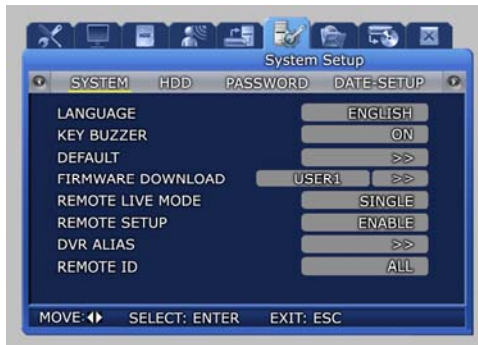 System Setup
SYSTEM HDD PASSWORD DATE-SETUP
LANGUAGE ENGLISH
KEY BUZZER ON
DEFAULT >>
FIRMWARE DOWNLOAD USER1 >>
REMOTE LIVE MODE SINGLE
REMOTE SETUP ENABLE
DVR ALIAS >>
REMOTE ID ALL
MOVE: SELECT: ENTER EXIT: ESC